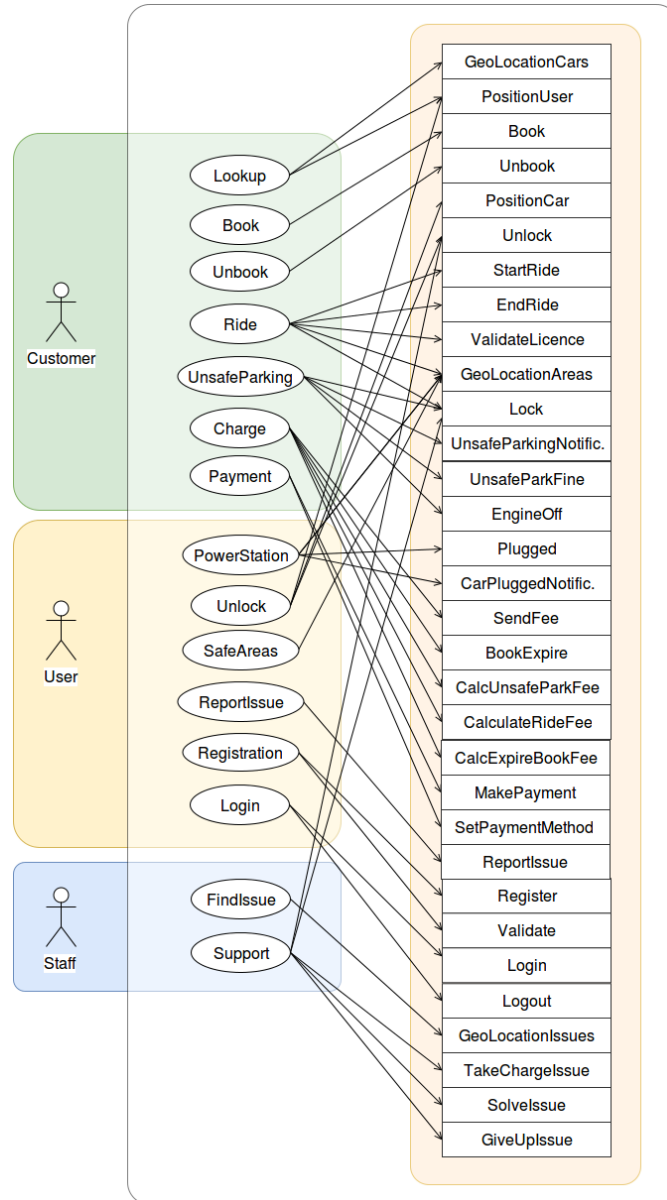 Customer
User
Staff
Lookup
Book
Unbook
Ride
UnsafeParking
Charge
Payment
PowerStation
Unlock
SafeAreas
ReportIssue
Registration
Login
FindIssue
Support
GeoLocationCars
PositionUser
Book
Unbook
PositionCar
Unlock
StartRide
EndRide
ValidateLicence
GeoLocationAreas
Lock
UnsafeParkingNotific.
UnsafeParkFine
EngineOff
Plugged
CarPluggedNotific.
SendFee
BookExpire
CalcUnsafeParkFee
CalculateRideFee
CalcExpireBookFee
MakePayment
SetPaymentMethod
ReportIssue
Register
Validate
Login
Logout
GeoLocationIssues
TakeChargeIssue
SolveIssue
GiveUpIssue